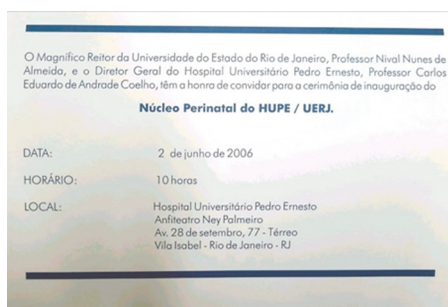 O Magnífico Reitor da Universidade do Estado do Rio de Janeiro, Professor Nival Nunes de
Almeida, e o Diretor Geral do Hospital Universitário Pedro Ernesto, Professor Carlos
Eduardo de Andrade Coelho, têm a honra de convidar para a cerimônia de inauguração do
Núcleo Perinatal do HUPE / UERJ.
DATA: 2 de junho de 2006
HORÁRIO: 10 horas
LOCAL: Hospital Universitário Pedro Ernesto
Anfiteatro Ney Palmeiro
Av. 28 de setembro, 77 - Térreo
Vila Isabel - Rio de Janeiro - RJ